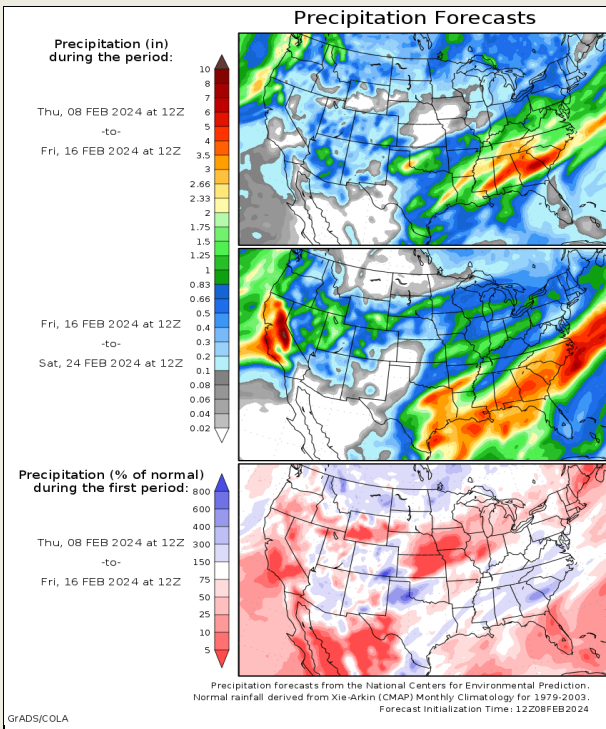 Precipitation Forecasts
Precipitation (in)
during the period:
Thu, 08 FEB 2024 at 12Z
-to-
Fri, 16 FEB 2024 at 12Z
10
8
7
6
5
4
3.5
3
2.66
2.33
2
1.75
1.5
1.25
1
0.83
0.66
0.5
0.4
0.3
0.2
0.1
0.08
0.06
0.04
0.02
Fri, 16 FEB 2024 at 12Z
-to-
Sat, 24 FEB 2024 at 12Z
Precipitation (% of normal)
during the first period:
Thu, 08 FEB 2024 at 12Z
-to-
Fri, 16 FEB 2024 at 12Z
800
600
400
300
150
75
50
25
10
5
Precipitation forecasts from the National Centers for Environmental Prediction.
Normal rainfall derived from Xie-Arkin (CMAP) Monthly Climatology for 1979-2003.
Forecast Initialization Time: 12Z08FEB2024
GrADS/COLA